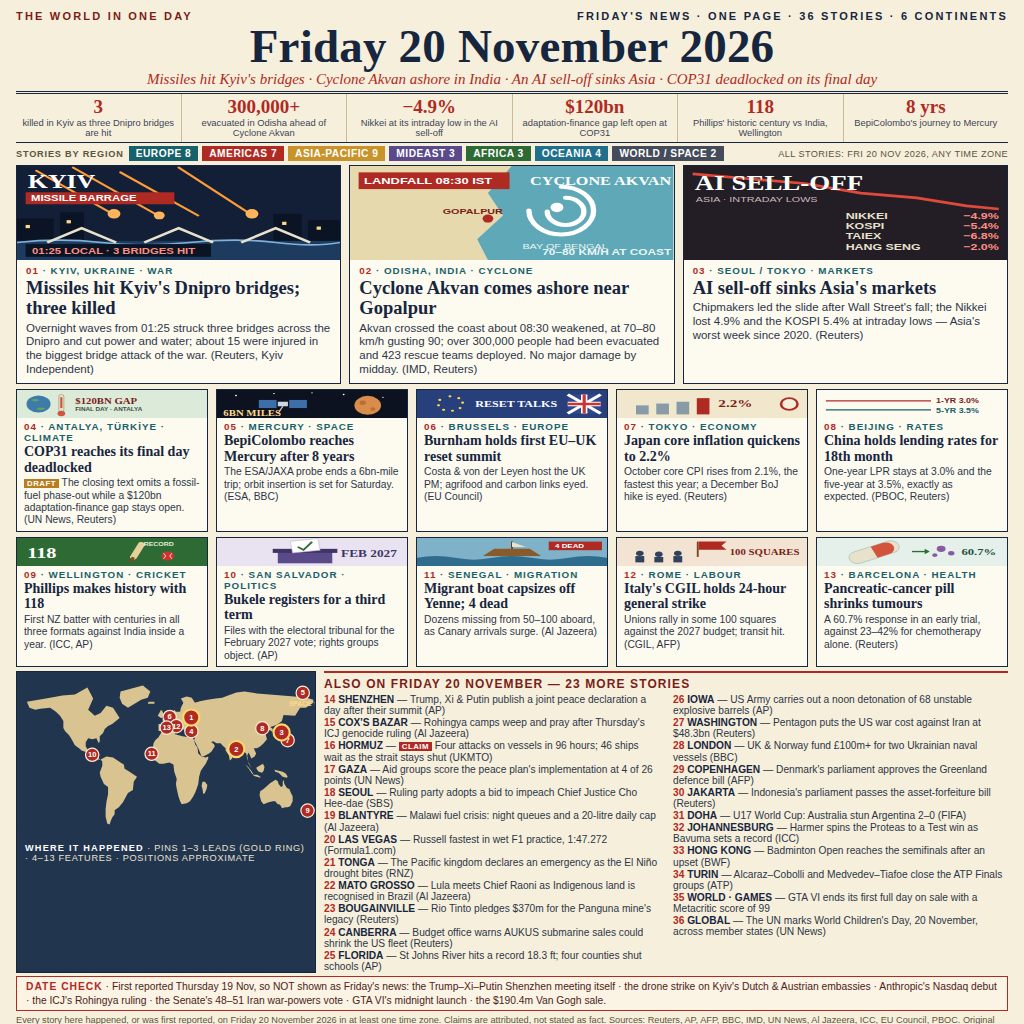 THE WORLD IN ONE DAY
FRIDAY'S NEWS · ONE PAGE · 36 STORIES · 6 CONTINENTS
Friday 20 November 2026
Missiles hit Kyiv's bridges · Cyclone Akvan ashore in India · An AI sell-off sinks Asia · COP31 deadlocked on its final day
3
killed in Kyiv as three Dnipro bridges
are hit
300,000+
evacuated in Odisha ahead of
Cyclone Akvan
−4.9%
Nikkei at its intraday low in the AI
sell-off
$120bn
adaptation-finance gap left open at
COP31
118
Phillips' historic century vs India,
Wellington
8 yrs
BepiColombo's journey to Mercury
STORIES BY REGION
EUROPE 8
AMERICAS 7
ASIA-PACIFIC 9
MIDEAST 3
AFRICA 3
OCEANIA 4
WORLD / SPACE 2
ALL STORIES: FRI 20 NOV 2026, ANY TIME ZONE
KYIV
MISSILE BARRAGE
01:25 LOCAL · 3 BRIDGES HIT
01 · KYIV, UKRAINE · WAR
Missiles hit Kyiv's Dnipro bridges;
three killed
Overnight waves from 01:25 struck three bridges across the
Dnipro and cut power and water; about 15 were injured in
the biggest bridge attack of the war. (Reuters, Kyiv
Independent)
LANDFALL 08:30 IST
CYCLONE AKVAN
GOPALPUR
BAY OF BENGAL
70–80 KM/H AT COAST
02 · ODISHA, INDIA · CYCLONE
Cyclone Akvan comes ashore near
Gopalpur
Akvan crossed the coast about 08:30 weakened, at 70–80
km/h gusting 90; over 300,000 people had been evacuated
and 423 rescue teams deployed. No major damage by
midday. (IMD, Reuters)
AI SELL-OFF
ASIA · INTRADAY LOWS
NIKKEI −4.9%
KOSPI −5.4%
TAIEX −6.8%
HANG SENG −2.0%
03 · SEOUL / TOKYO · MARKETS
AI sell-off sinks Asia's markets
Chipmakers led the slide after Wall Street's fall; the Nikkei
lost 4.9% and the KOSPI 5.4% at intraday lows — Asia's
worst week since 2020. (Reuters)
$120BN GAP
FINAL DAY · ANTALYA
04 · ANTALYA, TÜRKİYE ·
CLIMATE
COP31 reaches its final day
deadlocked
DRAFT The closing text omits a fossil-
fuel phase-out while a $120bn
adaptation-finance gap stays open.
(UN News, Reuters)
6BN MILES
05 · MERCURY · SPACE
BepiColombo reaches
Mercury after 8 years
The ESA/JAXA probe ends a 6bn-mile
trip; orbit insertion is set for Saturday.
(ESA, BBC)
RESET TALKS
06 · BRUSSELS · EUROPE
Burnham holds first EU–UK
reset summit
Costa & von der Leyen host the UK
PM; agrifood and carbon links eyed.
(EU Council)
2.2%
07 · TOKYO · ECONOMY
Japan core inflation quickens
to 2.2%
October core CPI rises from 2.1%, the
fastest this year; a December BoJ
hike is eyed. (Reuters)
1-YR 3.0%
5-YR 3.5%
08 · BEIJING · RATES
China holds lending rates for
18th month
One-year LPR stays at 3.0% and the
five-year at 3.5%, exactly as
expected. (PBOC, Reuters)
118
RECORD
09 · WELLINGTON · CRICKET
Phillips makes history with
118
First NZ batter with centuries in all
three formats against India inside a
year. (ICC, AP)
FEB 2027
10 · SAN SALVADOR ·
POLITICS
Bukele registers for a third
term
Files with the electoral tribunal for the
February 2027 vote; rights groups
object. (AP)
4 DEAD
11 · SENEGAL · MIGRATION
Migrant boat capsizes off
Yenne; 4 dead
Dozens missing from 50–100 aboard,
as Canary arrivals surge. (Al Jazeera)
100 SQUARES
12 · ROME · LABOUR
Italy's CGIL holds 24-hour
general strike
Unions rally in some 100 squares
against the 2027 budget; transit hit.
(CGIL, AFP)
60.7%
13 · BARCELONA · HEALTH
Pancreatic-cancer pill
shrinks tumours
A 60.7% response in an early trial,
against 23–42% for chemotherapy
alone. (Reuters)
5
SPACE
6
1
13
12
4
8
3
7
2
10
11
9
WHERE IT HAPPENED · PINS 1–3 LEADS (GOLD RING)
· 4–13 FEATURES · POSITIONS APPROXIMATE
ALSO ON FRIDAY 20 NOVEMBER — 23 MORE STORIES
14 SHENZHEN — Trump, Xi & Putin publish a joint peace declaration a
day after their summit (AP)
15 COX'S BAZAR — Rohingya camps weep and pray after Thursday's
ICJ genocide ruling (Al Jazeera)
16 HORMUZ — CLAIM Four attacks on vessels in 96 hours; 46 ships
wait as the strait stays shut (UKMTO)
17 GAZA — Aid groups score the peace plan's implementation at 4 of 26
points (UN News)
18 SEOUL — Ruling party adopts a bid to impeach Chief Justice Cho
Hee-dae (SBS)
19 BLANTYRE — Malawi fuel crisis: night queues and a 20-litre daily cap
(Al Jazeera)
20 LAS VEGAS — Russell fastest in wet F1 practice, 1:47.272
(Formula1.com)
21 TONGA — The Pacific kingdom declares an emergency as the El Niño
drought bites (RNZ)
22 MATO GROSSO — Lula meets Chief Raoni as Indigenous land is
recognised in Brazil (Al Jazeera)
23 BOUGAINVILLE — Rio Tinto pledges $370m for the Panguna mine's
legacy (Reuters)
24 CANBERRA — Budget office warns AUKUS submarine sales could
shrink the US fleet (Reuters)
25 FLORIDA — St Johns River hits a record 18.3 ft; four counties shut
schools (AP)
26 IOWA — US Army carries out a noon detonation of 68 unstable
explosive barrels (AP)
27 WASHINGTON — Pentagon puts the US war cost against Iran at
$48.3bn (Reuters)
28 LONDON — UK & Norway fund £100m+ for two Ukrainian naval
vessels (BBC)
29 COPENHAGEN — Denmark's parliament approves the Greenland
defence bill (AFP)
30 JAKARTA — Indonesia's parliament passes the asset-forfeiture bill
(Reuters)
31 DOHA — U17 World Cup: Australia stun Argentina 2–0 (FIFA)
32 JOHANNESBURG — Harmer spins the Proteas to a Test win as
Bavuma sets a record (ICC)
33 HONG KONG — Badminton Open reaches the semifinals after an
upset (BWF)
34 TURIN — Alcaraz–Cobolli and Medvedev–Tiafoe close the ATP Finals
groups (ATP)
35 WORLD · GAMES — GTA VI ends its first full day on sale with a
Metacritic score of 99
36 GLOBAL — The UN marks World Children's Day, 20 November,
across member states (UN News)
DATE CHECK · First reported Thursday 19 Nov, so NOT shown as Friday's news: the Trump–Xi–Putin Shenzhen meeting itself · the drone strike on Kyiv's Dutch & Austrian embassies · Anthropic's Nasdaq debut
· the ICJ's Rohingya ruling · the Senate's 48–51 Iran war-powers vote · GTA VI's midnight launch · the $190.4m Van Gogh sale.
Every story here happened, or was first reported, on Friday 20 November 2026 in at least one time zone. Claims are attributed, not stated as fact. Sources: Reuters, AP, AFP, BBC, IMD, UN News, Al Jazeera, ICC, EU Council, PBOC. Original